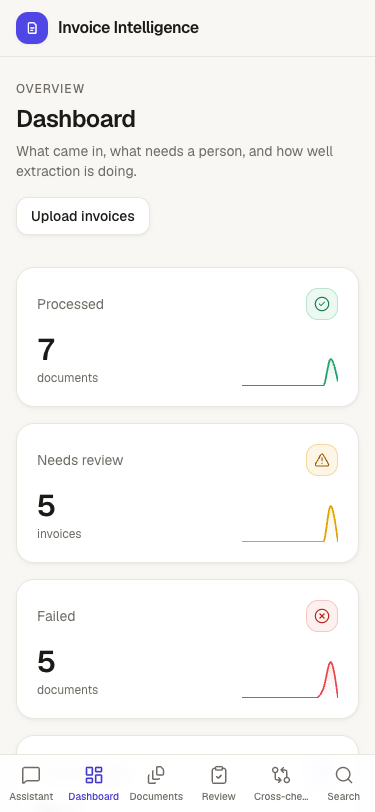 Invoice Intelligence
OVERVIEW
Dashboard
What came in, what needs a person, and how well
extraction is doing.
Upload invoices
Processed
7
documents
Needs review
5
invoices
Failed
5
documents
Assistant
Dashboard
Documents
Review
Cross-che...
Search